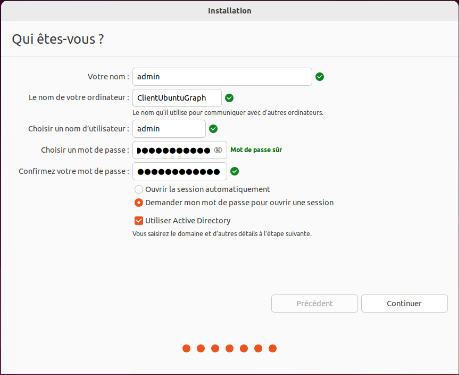 Installation
Qui êtes-vous ?
Votre nom : admin
Le nom de votre ordinateur : ClientUbuntuGraph
Le nom qu'il utilise pour communiquer avec d'autres ordinateurs.
Choisir un nom d'utilisateur : admin
Choisir un mot de passe : ●●●●●●●●●●● Mot de passe sûr
Confirmez votre mot de passe : ●●●●●●●●●●●●
Ouvrir la session automatiquement
Demander mon mot de passe pour ouvrir une session
Utiliser Active Directory
Vous saisirez le domaine et d'autres détails à l'étape suivante.
Précédent Continuer